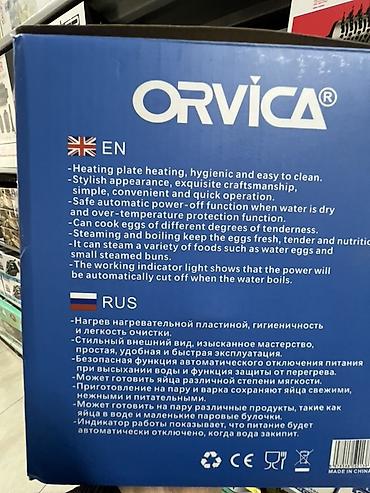 ORVICA®
EN
-Heating plate heating, hygienic and easy to clean.
-Stylish appearance, exquisite craftsmanship,
simple, convenient and quick operation.
-Safe automatic power-off function when water is dry
and over-temperature protection function.
-Can cook eggs of different degrees of tenderness.
-Steaming and boiling keep the eggs fresh, tender and
-It can steam a variety of foods such as water eggs and
small steamed buns.
-The working indicator light shows that the power will
be automatically cut off when the water boils.
RUS
-Нагрев нагревательной пластиной, гигиеничность
и легкость очистки.
-Стильный внешний вид, изысканное мастерство,
простая, удобная и быстрая эксплуатация.
-Безопасная функция автоматического отключения питания
при высыхании воды и функция защиты от перегрева.
-Может готовить яйца различной степени мягкости.
-Приготовление на пару и варка сохраняют яйца свежими,
нежными и питательными.
-Может готовить на пару различные продукты, такие как
яйца в воде и маленькие паровые булочки.
-Индикатор работы показывает, что питание будет
автоматически отключено, когда вода закипит.
CE
MADE IN CHINA